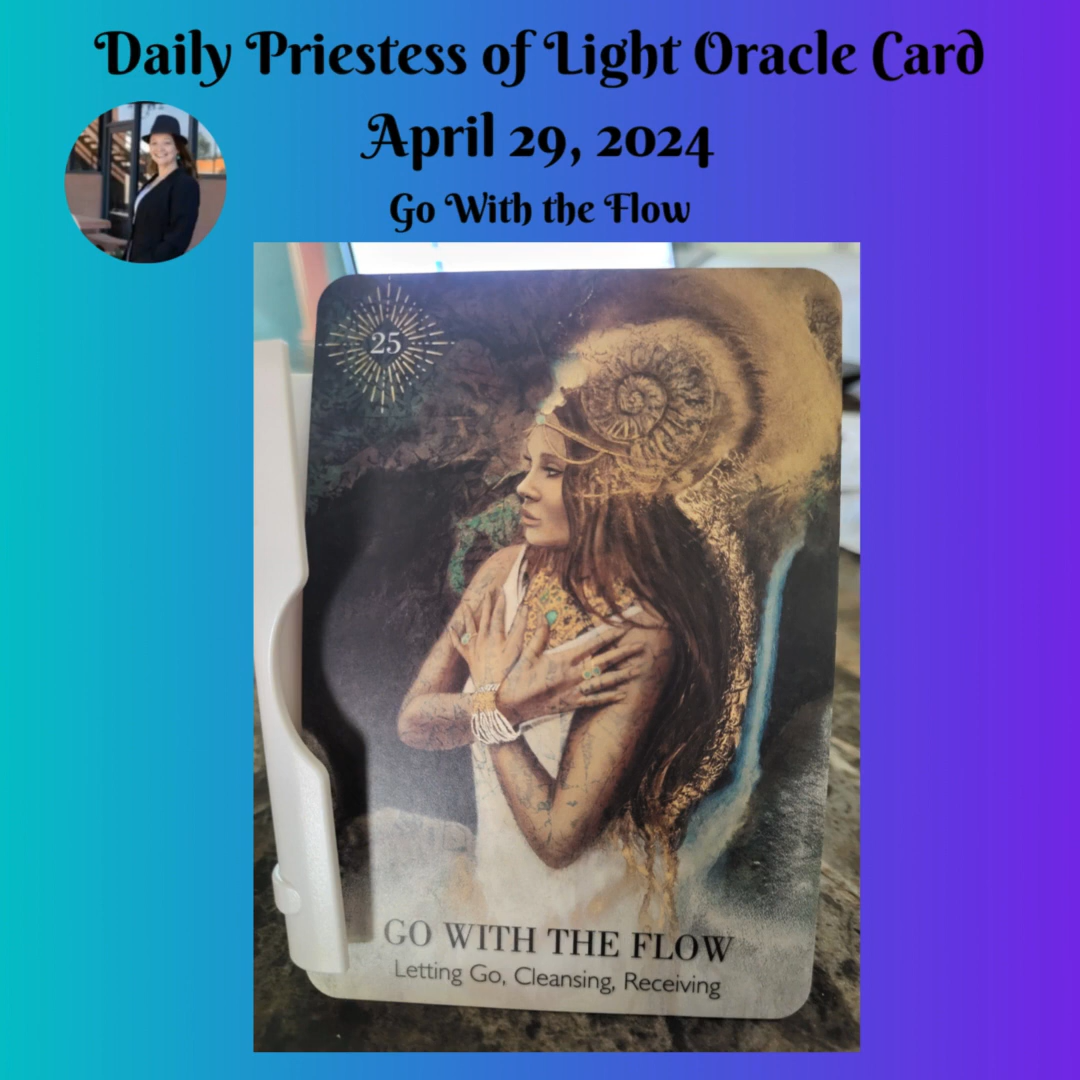 Daily Priestess of Light Oracle Card
April 29, 2024
Go With the Flow
25
GO WITH THE FLOW
Letting Go, Cleansing, Receiving